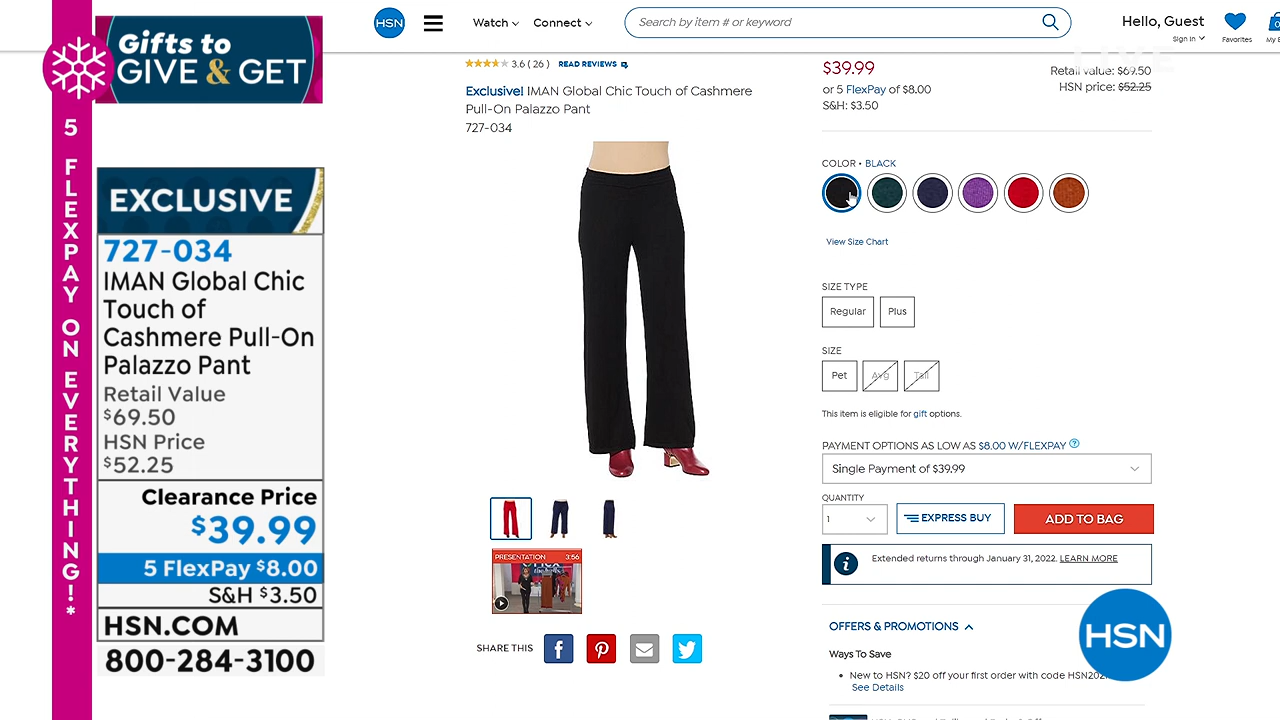 Gifts to
GIVE & GET
5 FLEXPAY ON EVERYTHING!*
EXCLUSIVE
727-034
IMAN Global Chic
Touch of
Cashmere Pull-On
Palazzo Pant
Retail Value
$69.50
HSN Price
$52.25
Clearance Price
$39.99
5 FlexPay $8.00
S&H $3.50
HSN.COM
800-284-3100
HSN
Watch
Connect
Search by item # or keyword
Hello, Guest
Sign In
Favorites
LIVE
3.6 ( 26 ) READ REVIEWS
Exclusive! IMAN Global Chic Touch of Cashmere
Pull-On Palazzo Pant
727-034
PRESENTATION 3:56
SHARE THIS
$39.99
or 5 FlexPay of $8.00
S&H: $3.50
Retail value: $69.50
HSN price: $52.25
COLOR • BLACK
View Size Chart
SIZE TYPE
Regular Plus
SIZE
Pet Avg Tall
This item is eligible for gift options.
PAYMENT OPTIONS AS LOW AS $8.00 W/FLEXPAY ?
Single Payment of $39.99
QUANTITY
1
EXPRESS BUY
ADD TO BAG
Extended returns through January 31, 2022. LEARN MORE
OFFERS & PROMOTIONS
Ways To Save
• New to HSN? $20 off your first order with code
See Details
HSN